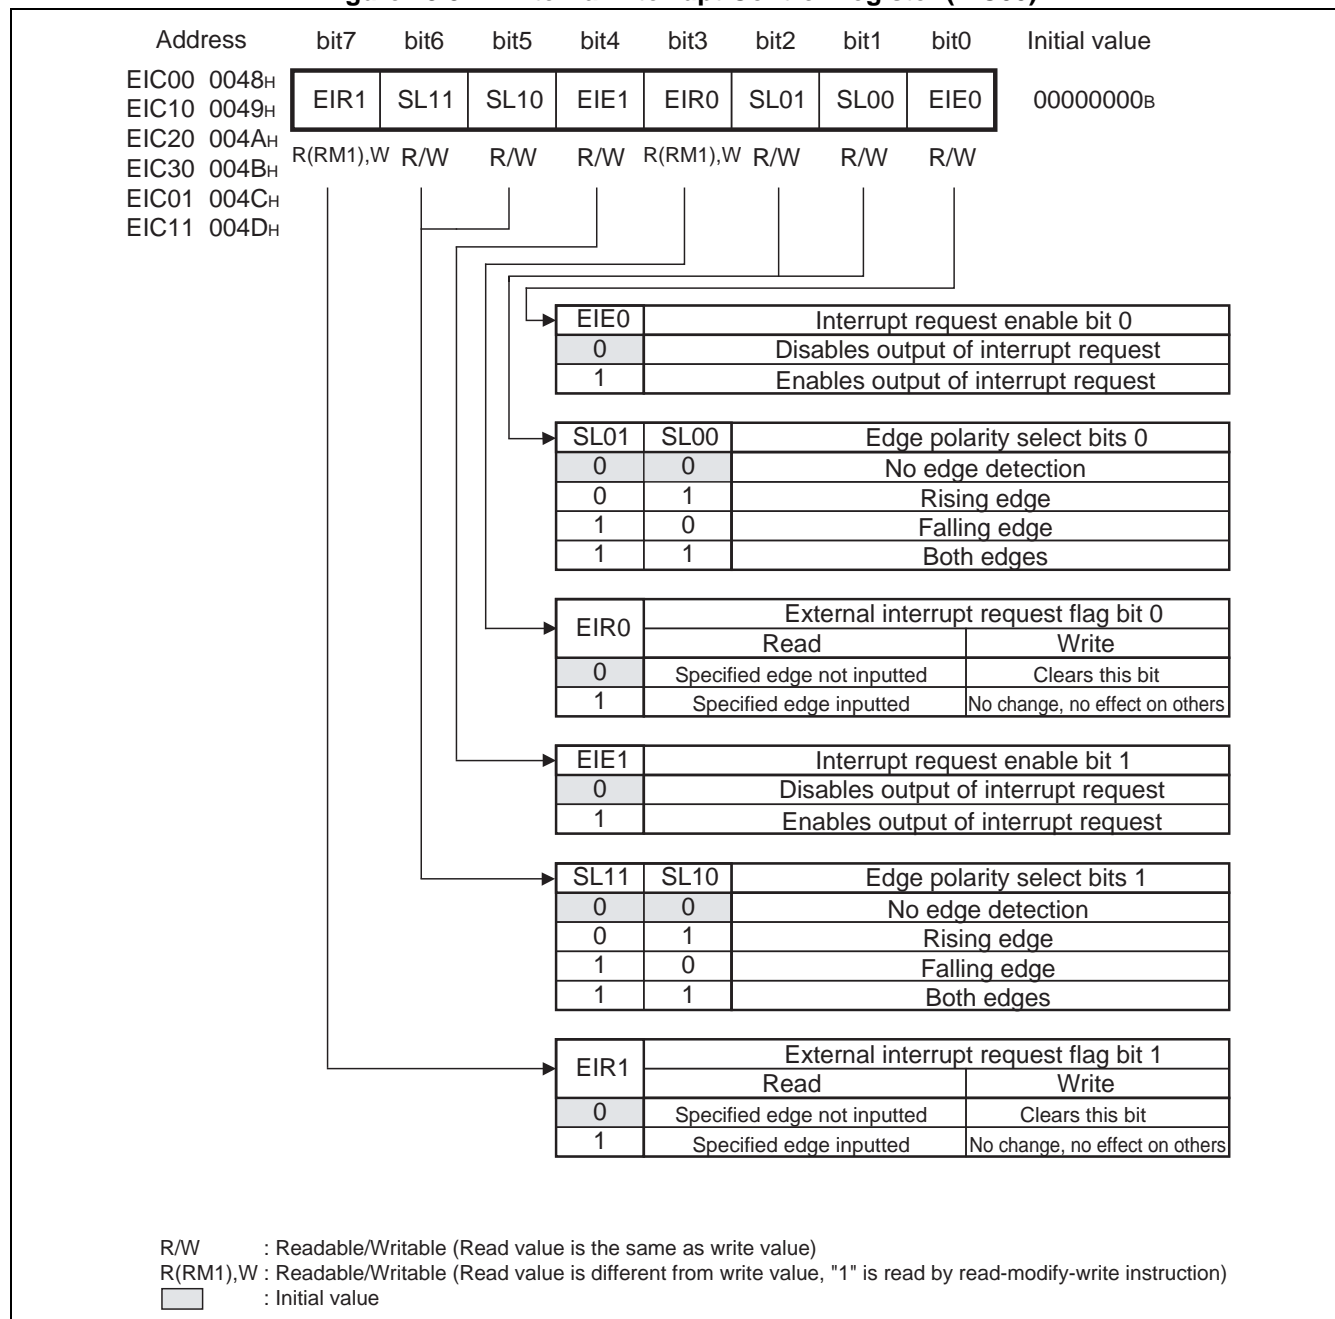 Address bit7 bit6 bit5 bit4 bit3 bit2 bit1 bit0 Initial value
EIC00 0048H
EIC10 0049H
EIC20 004AH
EIC30 004BH
EIC01 004CH
EIC11 004DH
EIR1 SL11 SL10 EIE1 EIR0 SL01 SL00 EIE0 00000000B
R(RM1),W R/W R/W R/W R(RM1),W R/W R/W R/W
EIE0 Interrupt request enable bit 0
0 Disables output of interrupt request
1 Enables output of interrupt request
SL01 SL00 Edge polarity select bits 0
0 0 No edge detection
0 1 Rising edge
1 0 Falling edge
1 1 Both edges
EIR0 External interrupt request flag bit 0
Read Write
0 Specified edge not inputted Clears this bit
1 Specified edge inputted No change, no effect on others
EIE1 Interrupt request enable bit 1
0 Disables output of interrupt request
1 Enables output of interrupt request
SL11 SL10 Edge polarity select bits 1
0 0 No edge detection
0 1 Rising edge
1 0 Falling edge
1 1 Both edges
EIR1 External interrupt request flag bit 1
Read Write
0 Specified edge not inputted Clears this bit
1 Specified edge inputted No change, no effect on others
R/W : Readable/Writable (Read value is the same as write value)
R(RM1),W : Readable/Writable (Read value is different from write value, "1" is read by read-modify-write instruction)
: Initial value